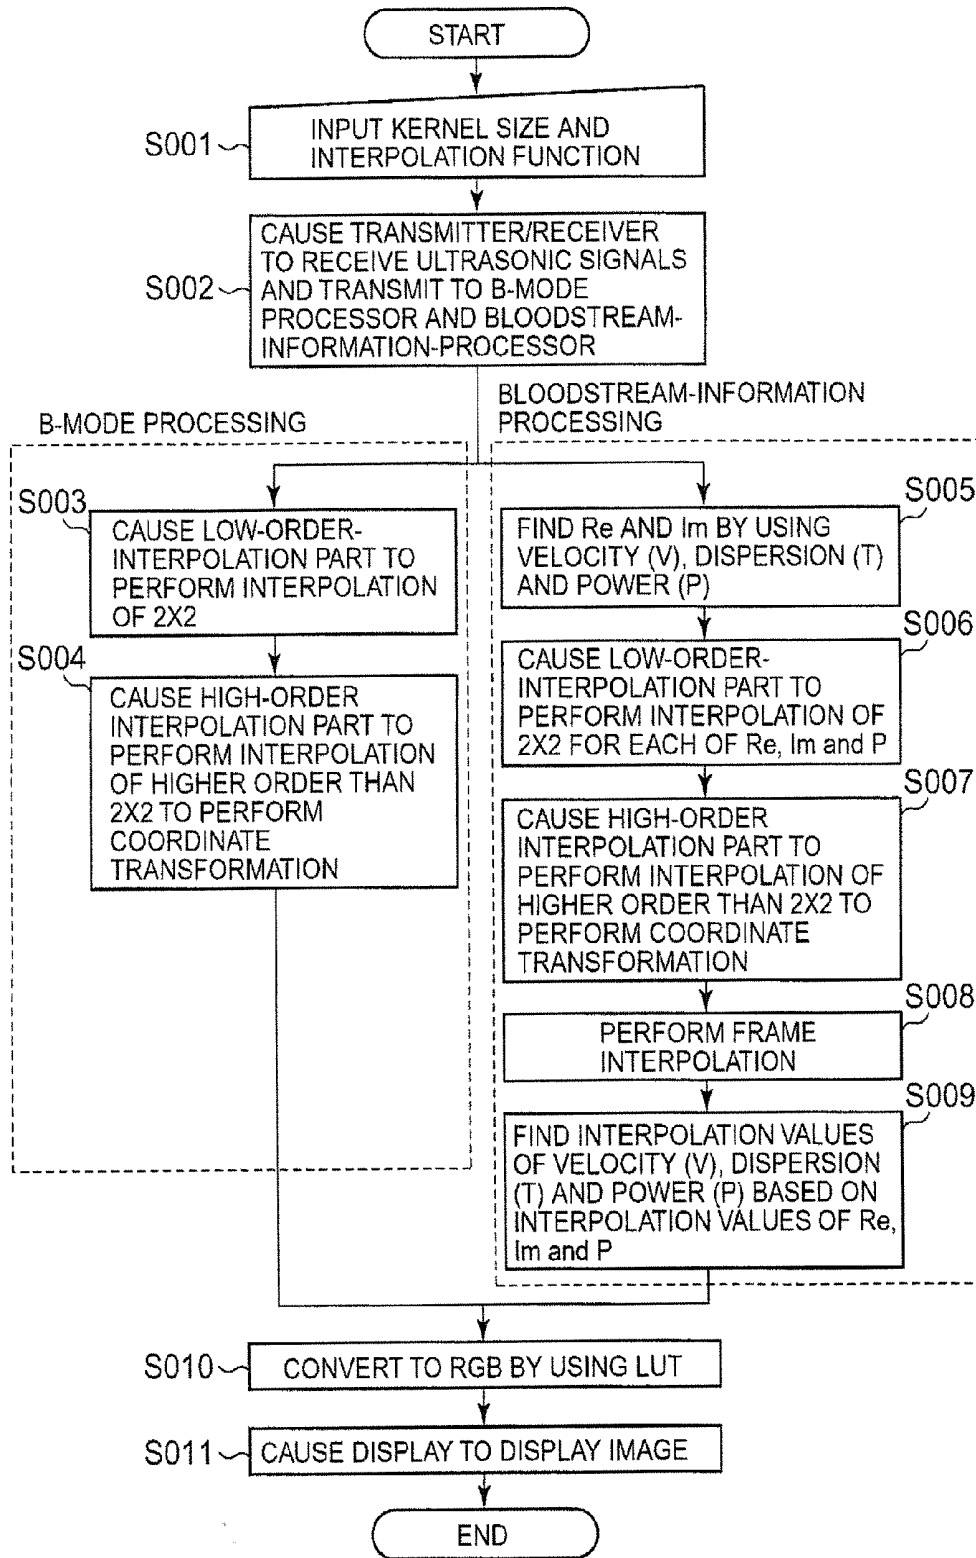 START
S001
INPUT KERNEL SIZE AND
INTERPOLATION FUNCTION
S002
CAUSE TRANSMITTER/RECEIVER
TO RECEIVE ULTRASONIC SIGNALS
AND TRANSMIT TO B-MODE
PROCESSOR AND BLOODSTREAM-
INFORMATION-PROCESSOR
B-MODE PROCESSING
S003
CAUSE LOW-ORDER-
INTERPOLATION PART TO
PERFORM INTERPOLATION
OF 2X2
S004
CAUSE HIGH-ORDER
INTERPOLATION PART TO
PERFORM INTERPOLATION
OF HIGHER ORDER THAN
2X2 TO PERFORM
COORDINATE
TRANSFORMATION
BLOODSTREAM-INFORMATION
PROCESSING
S005
FIND Re AND Im BY USING
VELOCITY (V), DISPERSION (T)
AND POWER (P)
S006
CAUSE LOW-ORDER-
INTERPOLATION PART TO
PERFORM INTERPOLATION OF
2X2 FOR EACH OF Re, Im AND P
S007
CAUSE HIGH-ORDER
INTERPOLATION PART TO
PERFORM INTERPOLATION OF
HIGHER ORDER THAN 2X2 TO
PERFORM COORDINATE
TRANSFORMATION
S008
PERFORM FRAME
INTERPOLATION
S009
FIND INTERPOLATION VALUES
OF VELOCITY (V), DISPERSION
(T) AND POWER (P) BASED ON
INTERPOLATION VALUES OF Re,
Im AND P
S010
CONVERT TO RGB BY USING LUT
S011
CAUSE DISPLAY TO DISPLAY IMAGE
END